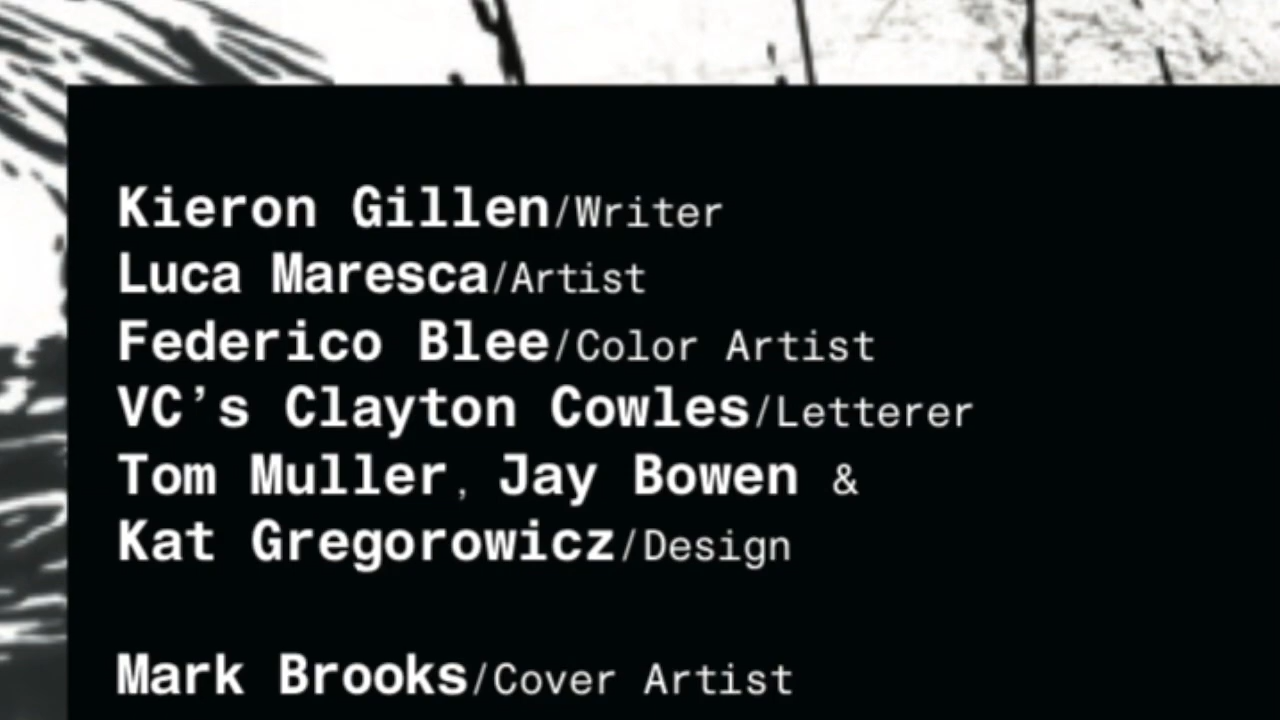 Kieron Gillen/Writer
Luca Maresca/Artist
Federico Blee/Color Artist
VC’s Clayton Cowles/Letterer
Tom Muller, Jay Bowen &
Kat Gregorowicz/Design
Mark Brooks/Cover Artist